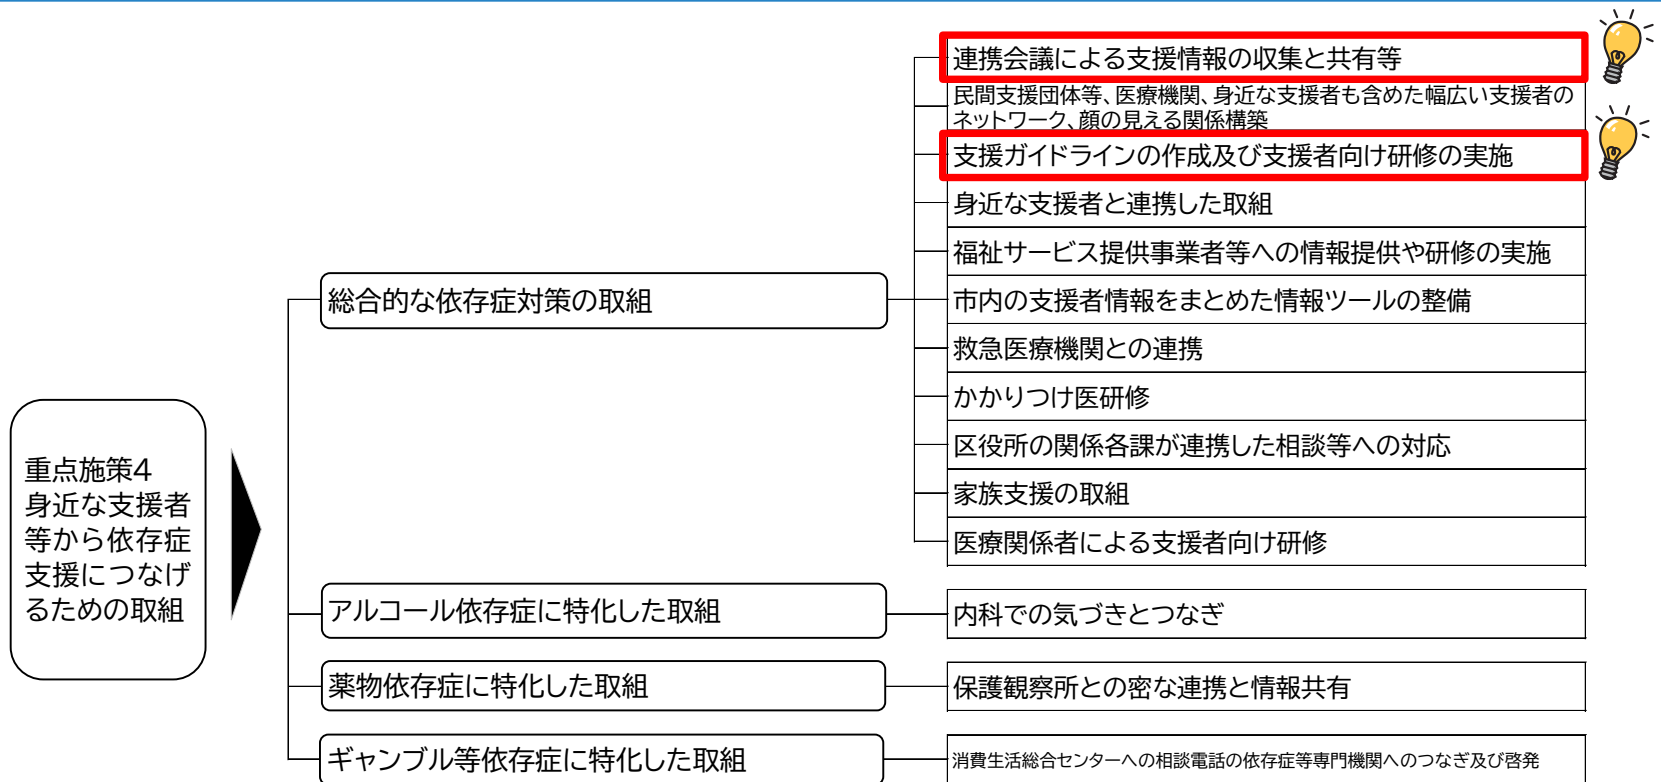 連携会議による支援情報の収集と共有等
民間支援団体等、医療機関、身近な支援者も含めた幅広い支援者の
ネットワーク、顔の見える関係構築
支援ガイドラインの作成及び支援者向け研修の実施
身近な支援者と連携した取組
福祉サービス提供事業者等への情報提供や研修の実施
総合的な依存症対策の取組
市内の支援者情報をまとめた情報ツールの整備
救急医療機関との連携
かかりつけ医研修
区役所の関係各課が連携した相談等への対応
家族支援の取組
医療関係者による支援者向け研修
重点施策4
身近な支援者
等から依存症
支援につなげ
るための取組
アルコール依存症に特化した取組
内科での気づきとつなぎ
薬物依存症に特化した取組
保護観察所との密な連携と情報共有
ギャンブル等依存症に特化した取組
消費生活総合センターへの相談電話の依存症等専門機関へのつなぎ及び啓発